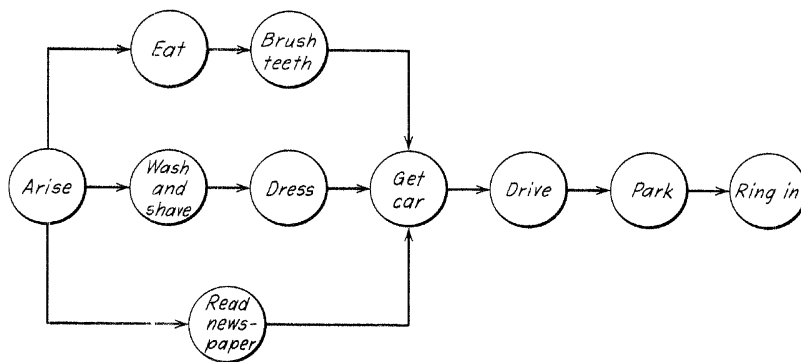 Eat
Brush
teeth
Arise
Wash
and
shave
Dress
Get
car
Drive
Park
Ring in
Read
news-
paper